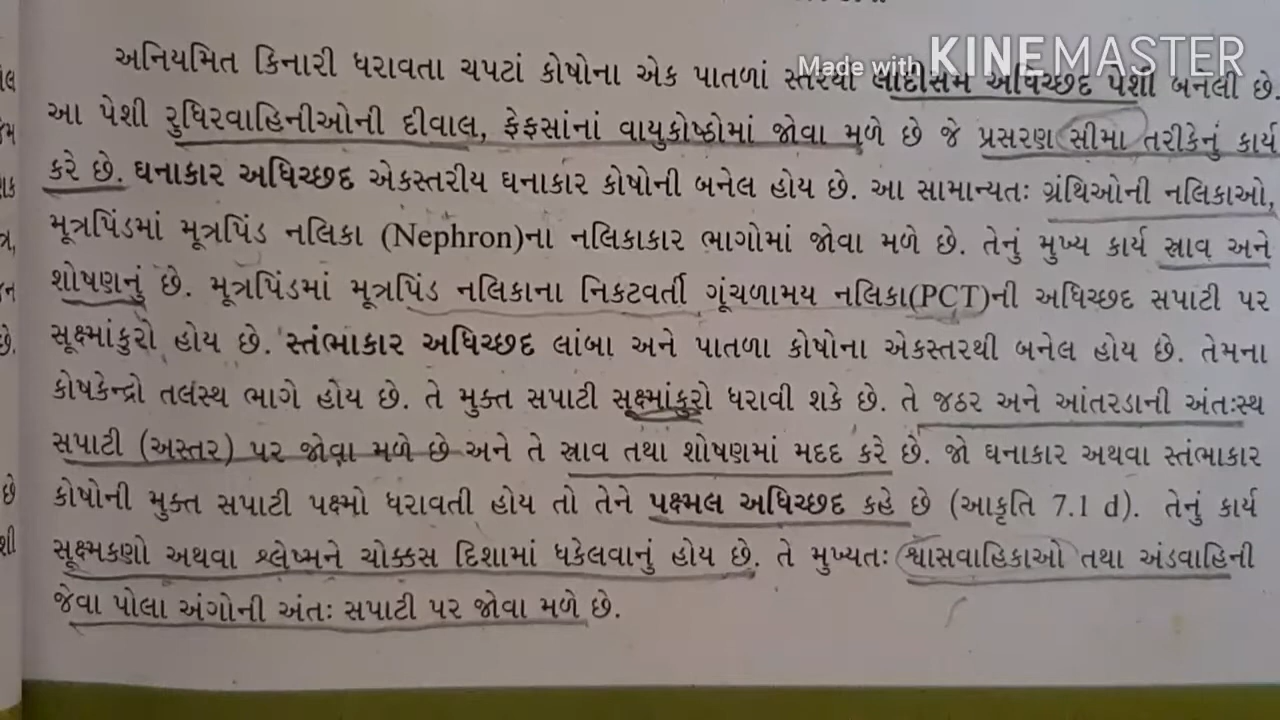 Made with KINEMASTER
અનિયમિત કિનારી ધરાવતા ચપટાં કોષોના એક પાતળાં સ્તરથી લાદીસમ અધિચ્છદ પેશી બનેલી છે.
આ પેશી રુધિરવાહિનીઓની દીવાલ, ફેફસાંનાં વાયુકોષ્ઠોમાં જોવા મળે છે જે પ્રસરણ સીમા તરીકેનું કાર્ય
કરે છે. ઘનાકાર અધિચ્છદ એકસ્તરીય ઘનાકાર કોષોની બનેલ હોય છે. આ સામાન્યતઃ ગ્રંથિઓની નલિકાઓ,
મૂત્રપિંડમાં મૂત્રપિંડ નલિકા (Nephron)ના નલિકાકાર ભાગોમાં જોવા મળે છે. તેનું મુખ્ય કાર્ય સ્રાવ અને
શોષણનું છે. મૂત્રપિંડમાં મૂત્રપિંડ નલિકાના નિકટવર્તી ગૂંચળામય નલિકા(PCT)ની અધિચ્છદ સપાટી પર
સૂક્ષ્માંકુરો હોય છે. સ્તંભાકાર અધિચ્છદ લાંબા અને પાતળા કોષોના એકસ્તરથી બનેલ હોય છે. તેમના
કોષકેન્દ્રો તલસ્થ ભાગે હોય છે. તે મુક્ત સપાટી સૂક્ષ્માંકુરો ધરાવી શકે છે. તે જઠર અને આંતરડાની અંતઃસ્થ
સપાટી (અસ્તર) પર જોવા મળે છે અને તે સ્રાવ તથા શોષણમાં મદદ કરે છે. જો ઘનાકાર અથવા સ્તંભાકાર
કોષોની મુક્ત સપાટી પક્ષ્મો ધરાવતી હોય તો તેને પક્ષ્મલ અધિચ્છદ કહે છે (આકૃતિ 7.1 d). તેનું કાર્ય
સૂક્ષ્મકણો અથવા શ્લેષ્મને ચોક્કસ દિશામાં ધકેલવાનું હોય છે. તે મુખ્યતઃ શ્વાસવાહિકાઓ તથા અંડવાહિની
જેવા પોલા અંગોની અંતઃ સપાટી પર જોવા મળે છે.